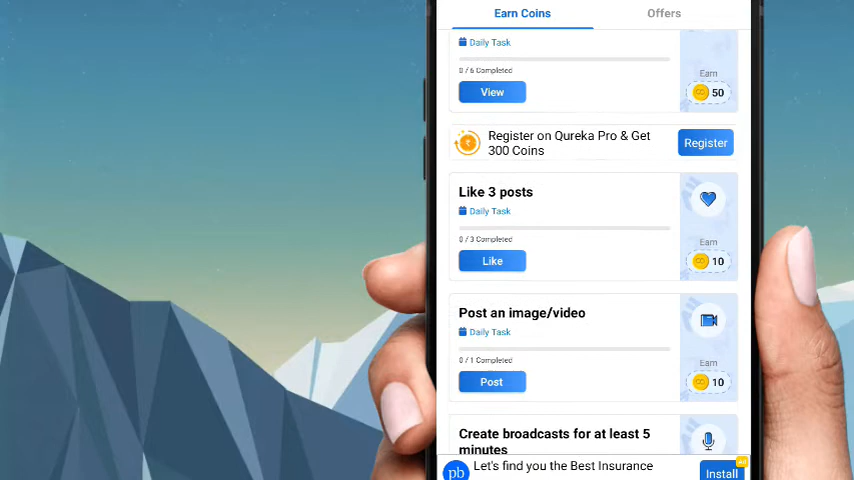 Earn Coins
Offers
Daily Task
0 / 6 Completed
Earn
View
50
Register on Qureka Pro & Get
300 Coins
Register
Like 3 posts
Daily Task
0 / 3 Completed
Earn
Like
10
Post an image/video
Daily Task
0 / 1 Completed
Earn
Post
10
Create broadcasts for at least 5
minutes
pb
Let's find you the Best Insurance
Install